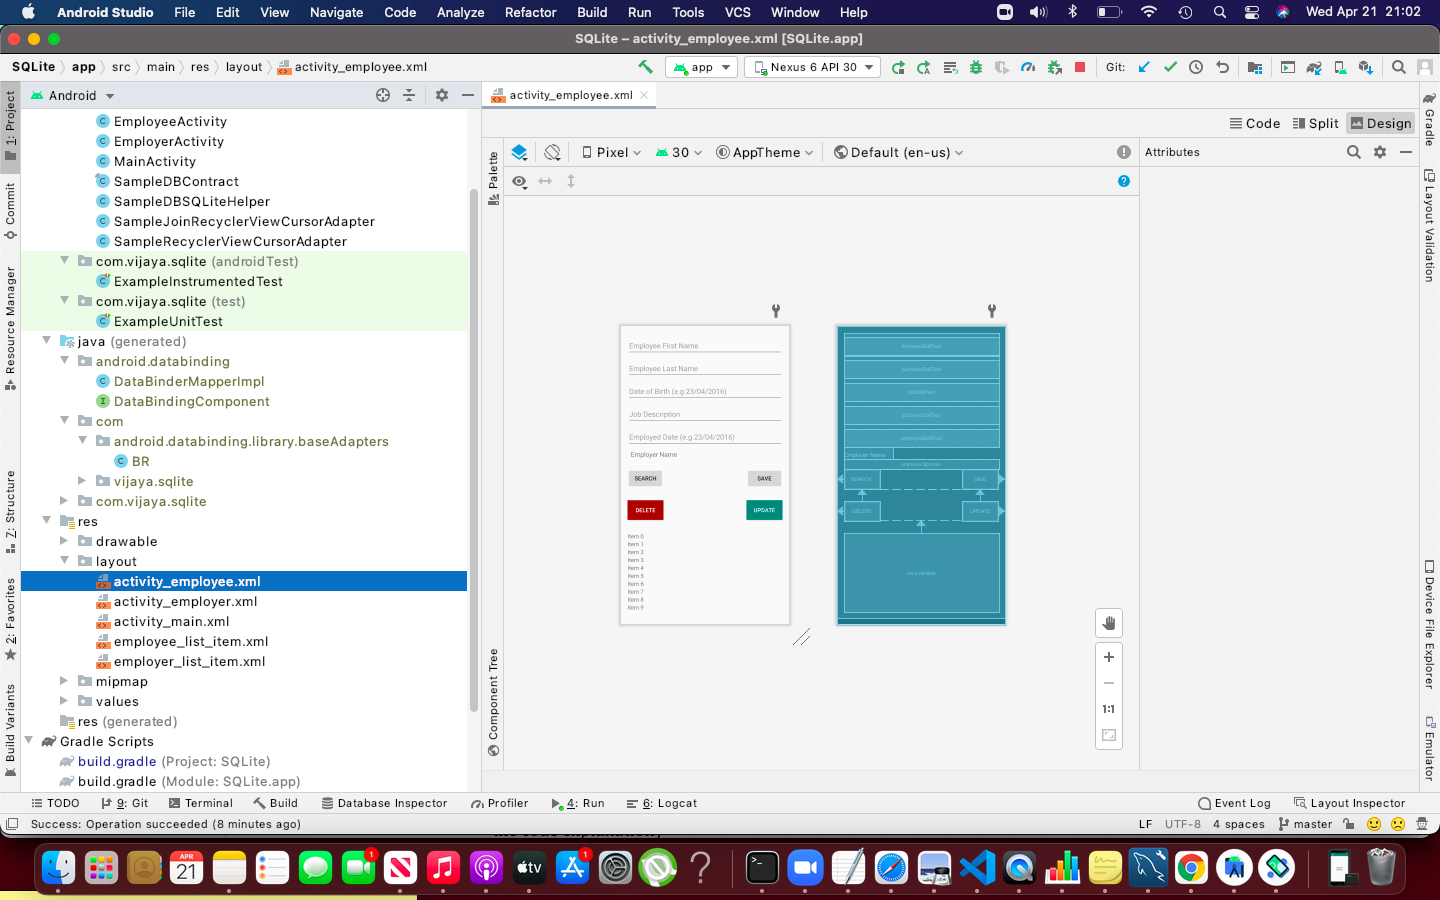 Android Studio File Edit View Navigate Code Analyze Refactor Build Run Tools VCS Window Help Wed Apr 21 21:02
SQLite – activity_employee.xml [SQLite.app]
SQLite app src main res layout activity_employee.xml app Nexus 6 API 30 Git:
1: Project
Commit
Resource Manager
Z: Structure
2: Favorites
Build Variants
Android
EmployeeActivity
EmployerActivity
MainActivity
SampleDBContract
SampleDBSQLiteHelper
SampleJoinRecyclerViewCursorAdapter
SampleRecyclerViewCursorAdapter
com.vijaya.sqlite (androidTest)
ExampleInstrumentedTest
com.vijaya.sqlite (test)
ExampleUnitTest
java (generated)
android.databinding
DataBinderMapperImpl
DataBindingComponent
com
android.databinding.library.baseAdapters
BR
vijaya.sqlite
com.vijaya.sqlite
res
drawable
layout
activity_employee.xml
activity_employer.xml
activity_main.xml
employee_list_item.xml
employer_list_item.xml
mipmap
values
res (generated)
Gradle Scripts
build.gradle (Project: SQLite)
build.gradle (Module: SQLite.app)
activity_employee.xml
Code Split Design
Palette
Component Tree
Pixel 30 AppTheme Default (en-us)
Attributes
Employee First Name
Employee Last Name
Date of Birth (e.g 23/04/2016)
Job Description
Employed Date (e.g 23/04/2016)
Employer Name
SEARCH SAVE
DELETE UPDATE
Item 0
Item 1
Item 2
Item 3
Item 4
Item 5
Item 6
Item 7
Item 8
Item 9
Employer Name
employerSpinner
SEARCH SAVE
DELETE UPDATE
1:1
Gradle
Layout Validation
Device File Explorer
Emulator
TODO 9: Git Terminal Build Database Inspector Profiler 4: Run 6: Logcat Event Log Layout Inspector
Success: Operation succeeded (8 minutes ago) LF UTF-8 4 spaces master
APR
21
1
tv
1